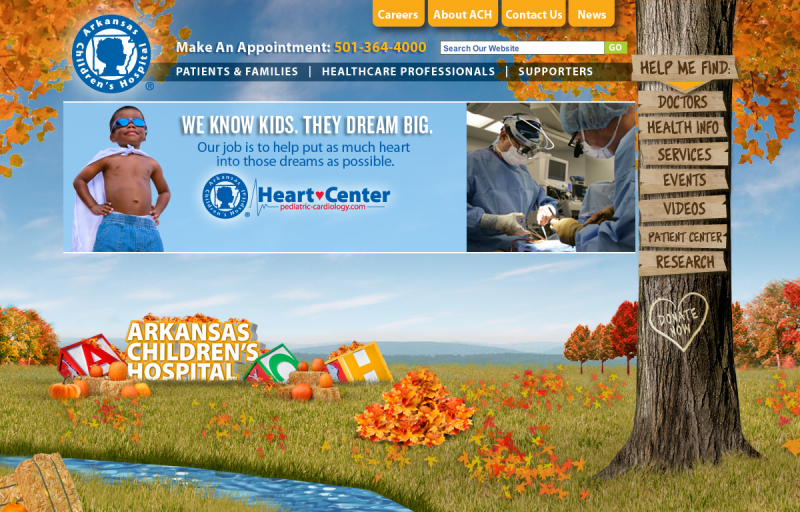 Careers
About ACH
Contact Us
News
Arkansas
Children's Hospital
®
Make An Appointment: 501-364-4000
Search Our Website
GO
PATIENTS & FAMILIES | HEALTHCARE PROFESSIONALS | SUPPORTERS
HELP ME FIND:
DOCTORS
HEALTH INFO
SERVICES
EVENTS
VIDEOS
PATIENT CENTER
RESEARCH
DONATE
NOW
WE KNOW KIDS. THEY DREAM BIG.
Our job is to help put as much heart
into those dreams as possible.
Arkansas
Children's Hospital
®
Heart♥Center
pediatric-cardiology.com
ARKANSAS
CHILDREN'S
HOSPITAL
A
C
H